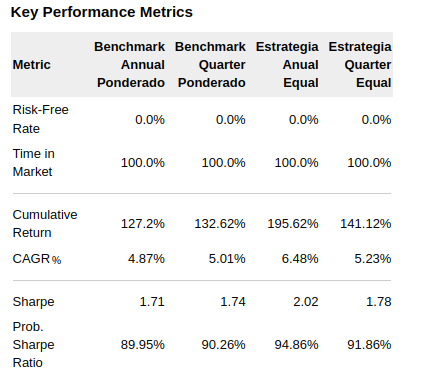 Key Performance Metrics
Metric Benchmark Annual Ponderado Benchmark Quarter Ponderado Estrategia Anual Equal Estrategia Quarter Equal
Risk-Free Rate 0.0% 0.0% 0.0% 0.0%
Time in Market 100.0% 100.0% 100.0% 100.0%
Cumulative Return 127.2% 132.62% 195.62% 141.12%
CAGR% 4.87% 5.01% 6.48% 5.23%
Sharpe 1.71 1.74 2.02 1.78
Prob. Sharpe Ratio 89.95% 90.26% 94.86% 91.86%